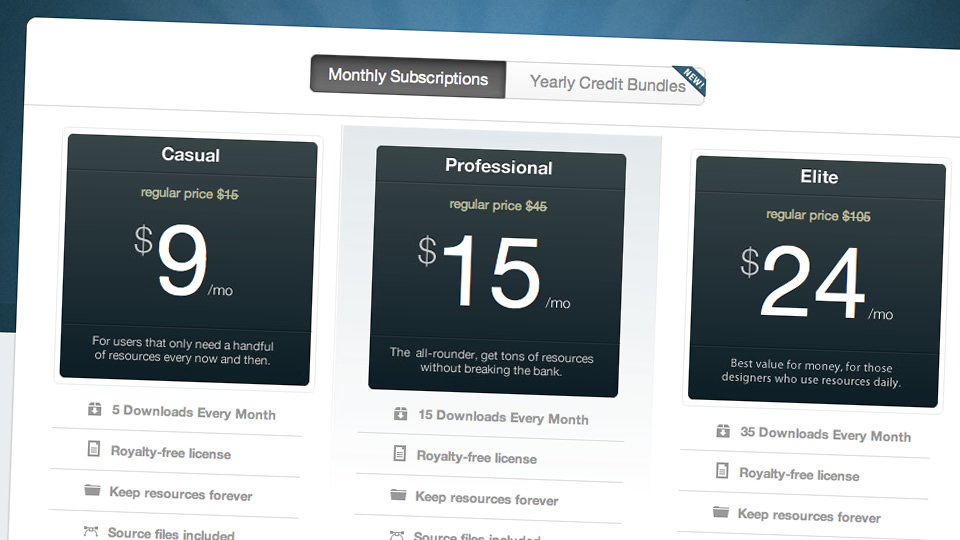 Monthly Subscriptions
Yearly Credit Bundles
NEW!
Casual
regular price $15
$9/mo
For users that only need a handful
of resources every now and then.
5 Downloads Every Month
Royalty-free license
Keep resources forever
Source files included
Professional
regular price $45
$15/mo
The all-rounder, get tons of resources
without breaking the bank.
15 Downloads Every Month
Royalty-free license
Keep resources forever
Source files included
Elite
regular price $105
$24/mo
Best value for money, for those
designers who use resources daily.
35 Downloads Every Month
Royalty-free license
Keep resources forever